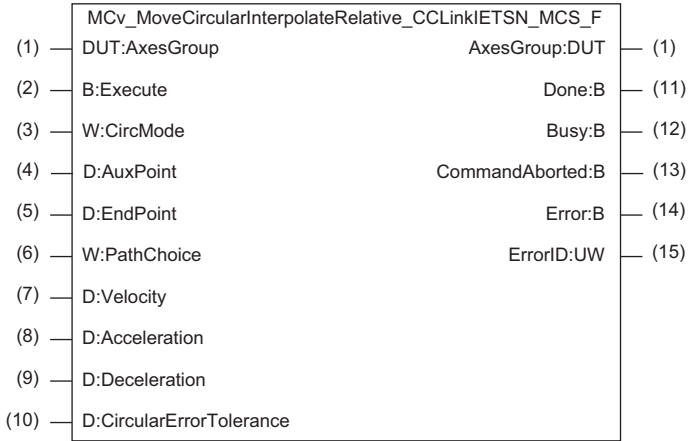 MCv_MoveCircularInterpolateRelative_CCLinkIETSN_MCS_F
(1) DUT:AxesGroup AxesGroup:DUT (1)
(2) B:Execute Done:B (11)
(3) W:CircMode Busy:B (12)
(4) D:AuxPoint CommandAborted:B (13)
(5) D:EndPoint Error:B (14)
(6) W:PathChoice ErrorID:UW (15)
(7) D:Velocity
(8) D:Acceleration
(9) D:Deceleration
(10) D:CircularErrorTolerance